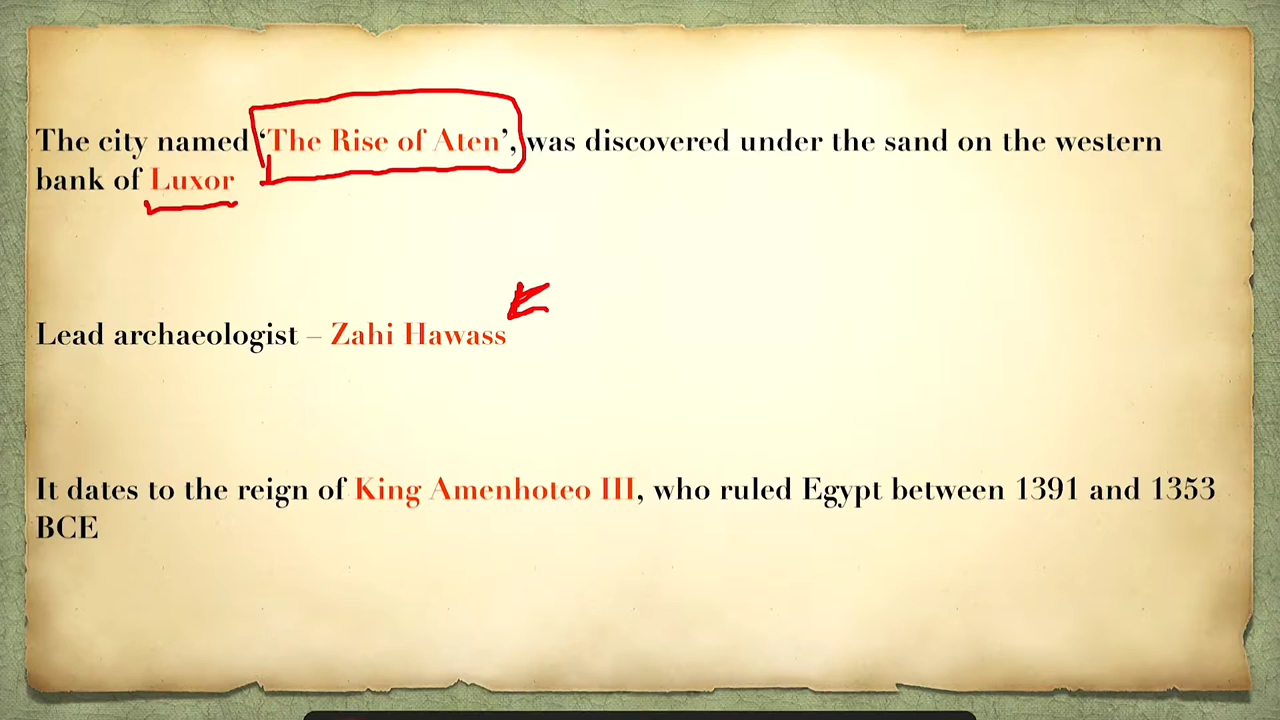 The city named ‘The Rise of Aten’, was discovered under the sand on the western
bank of Luxor
Lead archaeologist – Zahi Hawass
It dates to the reign of King Amenhoteo III, who ruled Egypt between 1391 and 1353
BCE